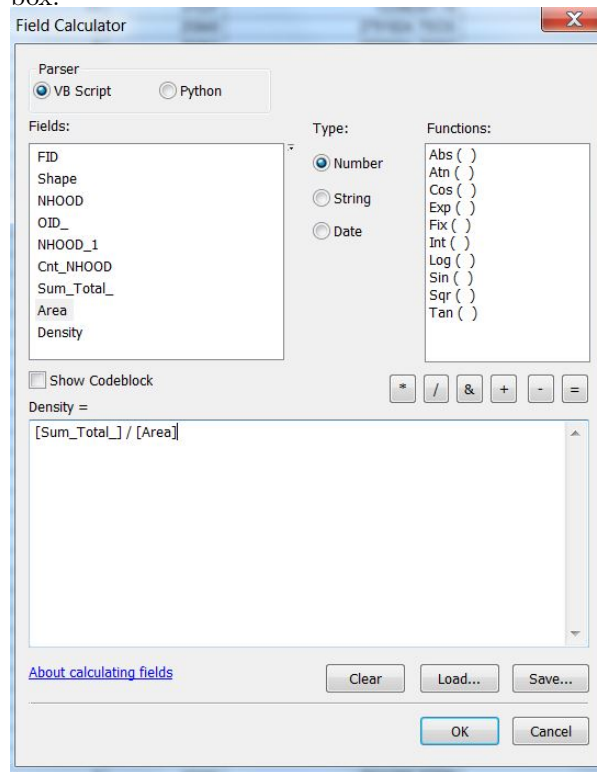 box.
Field Calculator
Parser
VB Script Python
Fields:
FID
Shape
NHOOD
OID_
NHOOD_1
Cnt_NHOOD
Sum_Total_
Area
Density
Type:
Number
String
Date
Functions:
Abs ( )
Atn ( )
Cos ( )
Exp ( )
Fix ( )
Int ( )
Log ( )
Sin ( )
Sqr ( )
Tan ( )
Show Codeblock
* / & + - =
Density =
[Sum_Total_] / [Area]
About calculating fields
Clear Load... Save...
OK Cancel